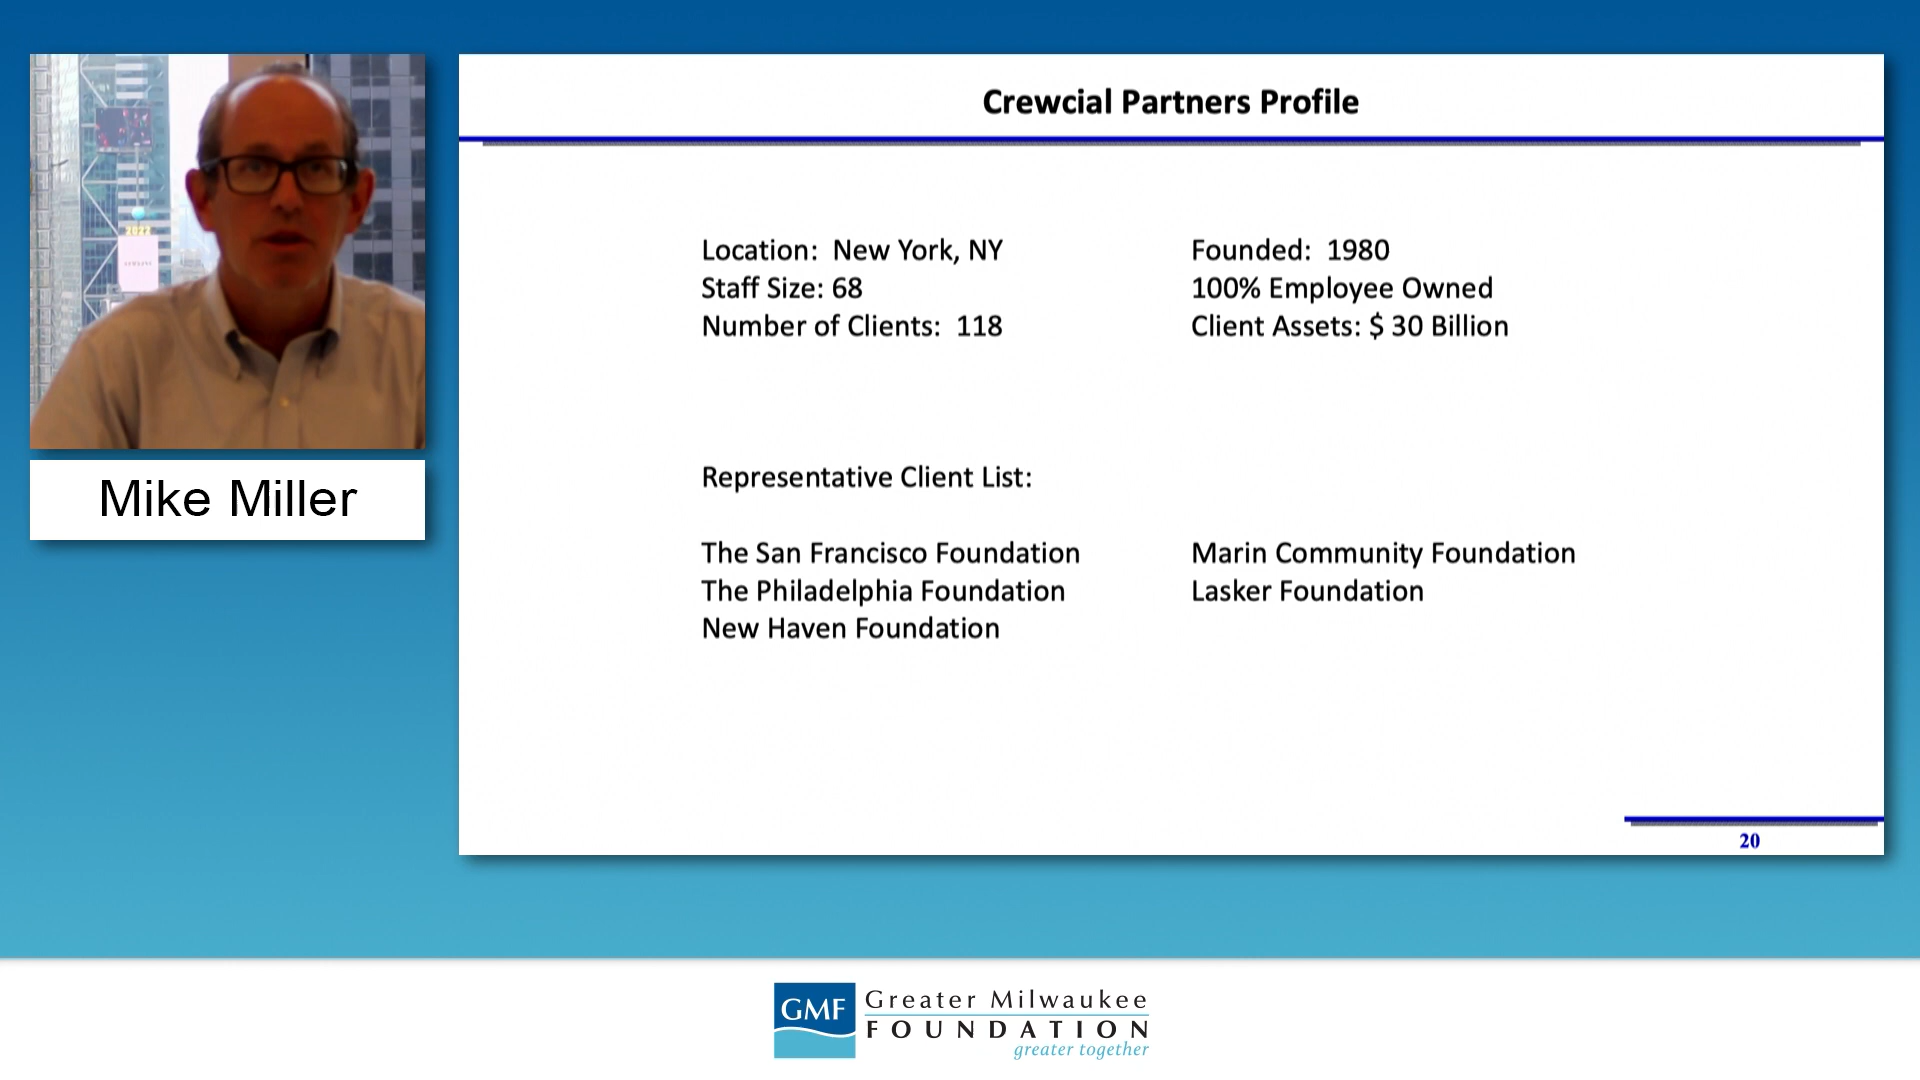 Crewcial Partners Profile
2022
SAMSUNG
Mike Miller
Location: New York, NY
Staff Size: 68
Number of Clients: 118
Founded: 1980
100% Employee Owned
Client Assets: $ 30 Billion
Representative Client List:
The San Francisco Foundation
The Philadelphia Foundation
New Haven Foundation
Marin Community Foundation
Lasker Foundation
20
GMF
Greater Milwaukee
FOUNDATION
greater together